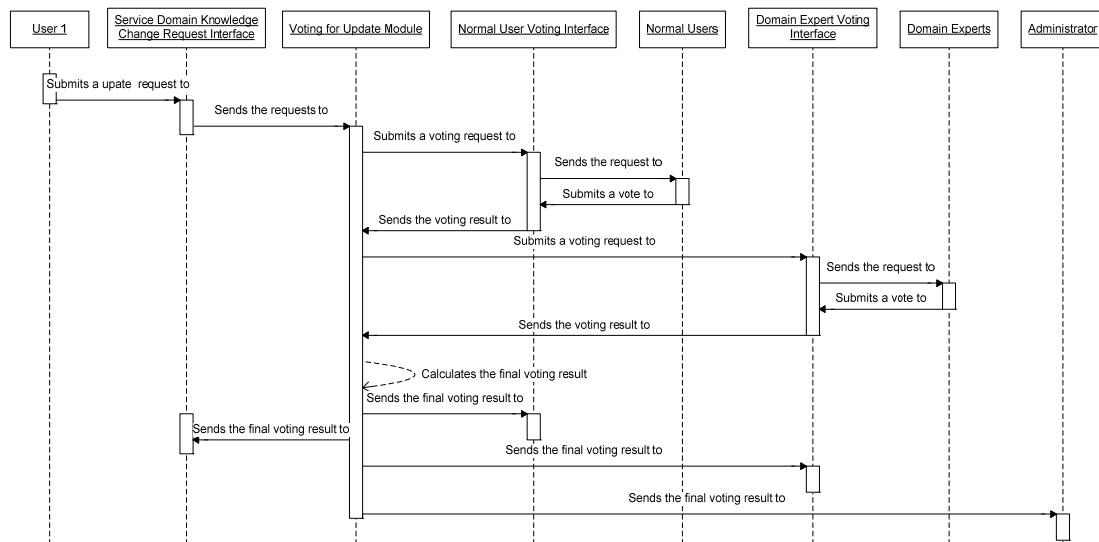 User 1
Service Domain Knowledge
Change Request Interface
Voting for Update Module
Normal User Voting Interface
Normal Users
Domain Expert Voting
Interface
Domain Experts
Administrator
Submits a upate request to
Sends the requests to
Submits a voting request to
Sends the request to
Submits a vote to
Sends the voting result to
Submits a voting request to
Sends the request to
Submits a vote to
Sends the voting result to
Calculates the final voting result
Sends the final voting result to
Sends the final voting result to
Sends the final voting result to
Sends the final voting result to